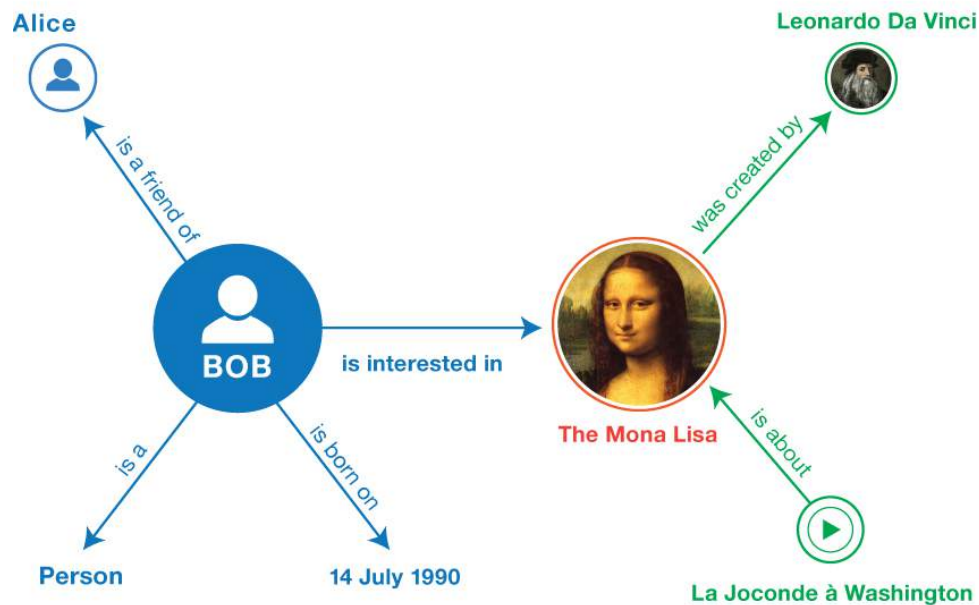 Alice
Leonardo Da Vinci
is a friend of
was created by
BOB
is interested in
The Mona Lisa
is a
is born on
is about
Person
14 July 1990
La Joconde à Washington